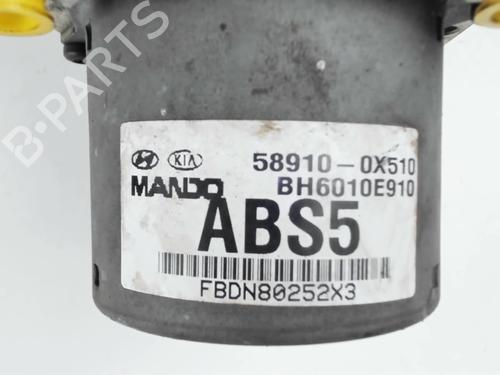 B-PARTS
KIA 58910-0X510
MANDO BH6010E910
ABS5
FBDN80252X3